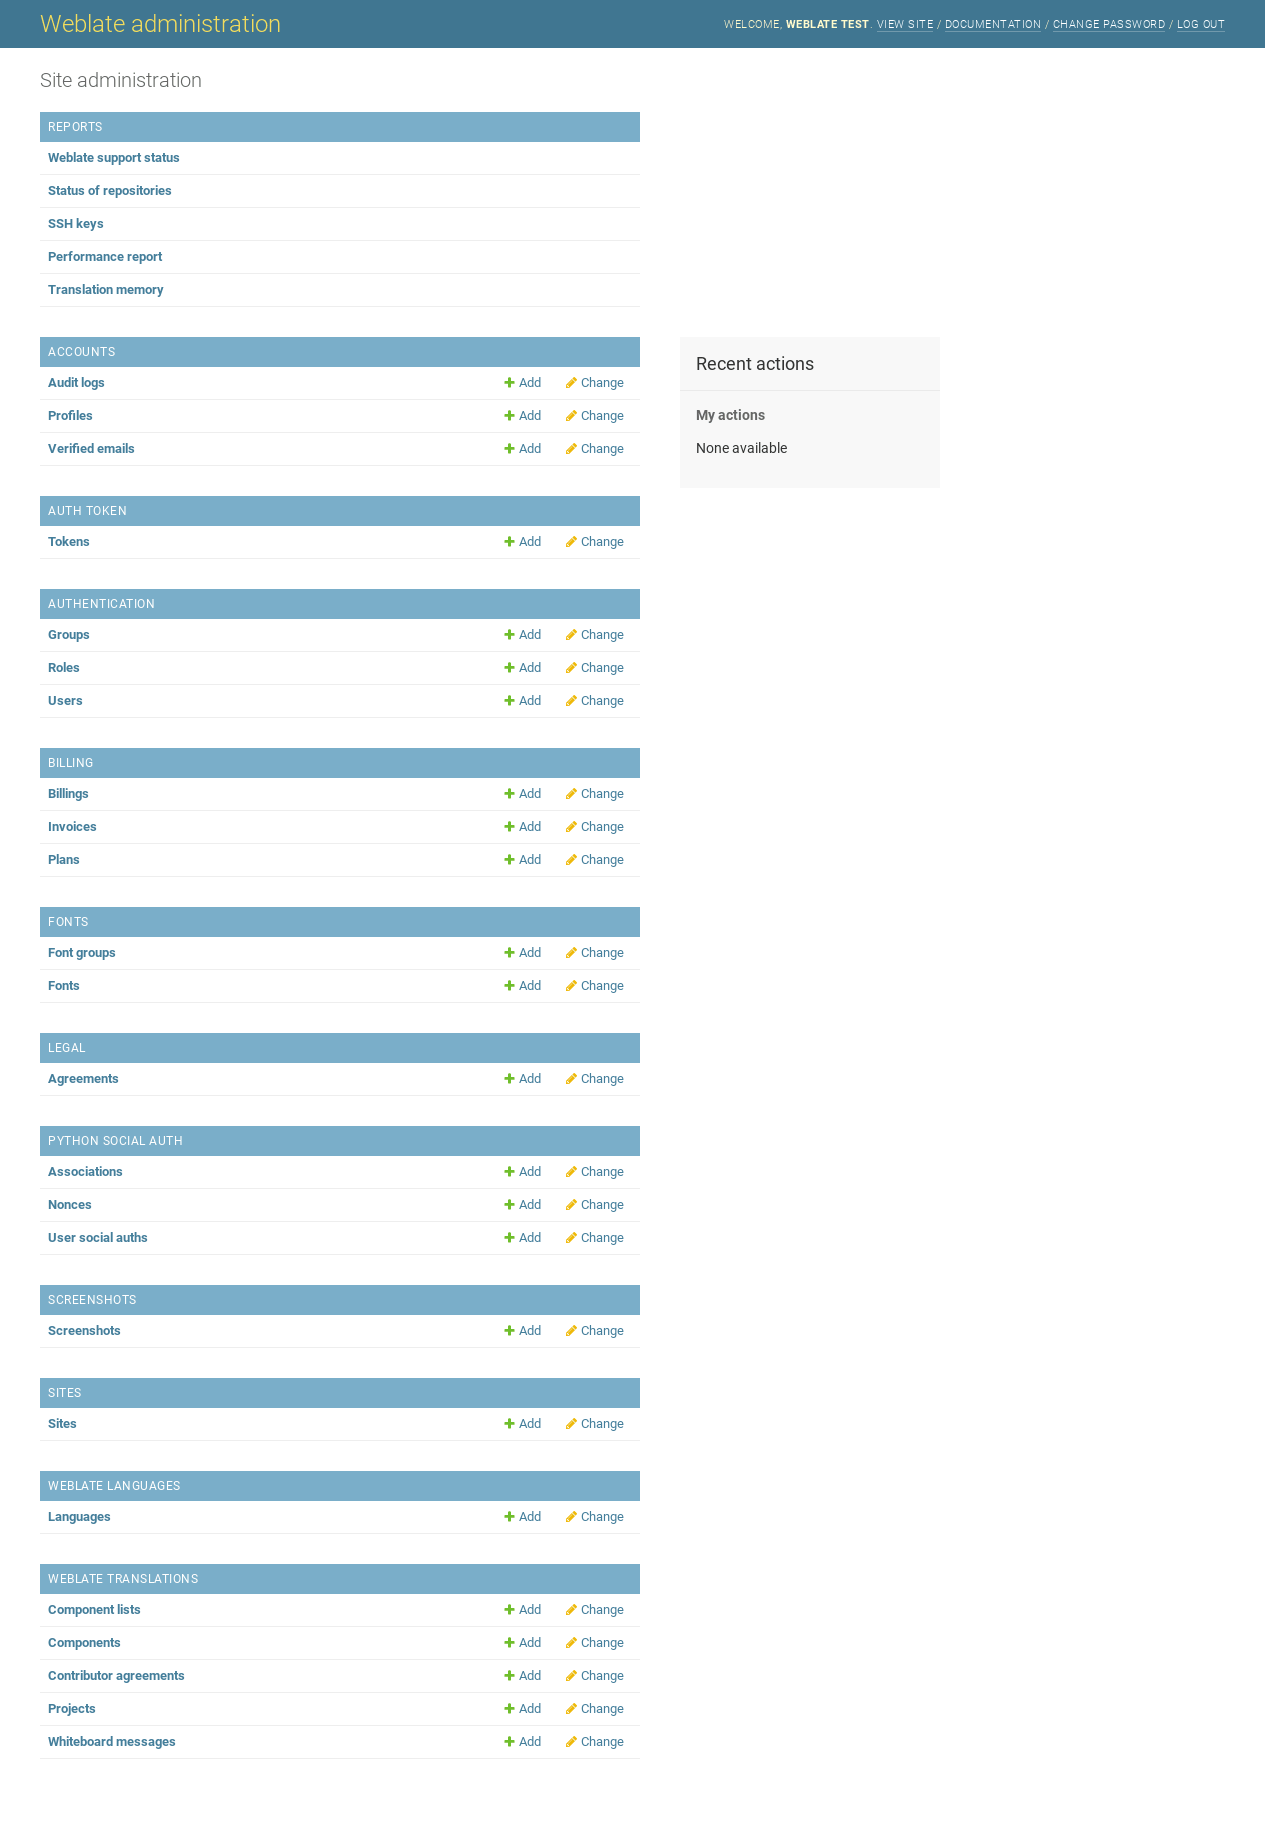 Weblate administration
WELCOME, WEBLATE TEST. VIEW SITE / DOCUMENTATION / CHANGE PASSWORD / LOG OUT
Site administration
REPORTS
Weblate support status
Status of repositories
SSH keys
Performance report
Translation memory
ACCOUNTS
Audit logs Add Change
Profiles Add Change
Verified emails Add Change
Recent actions
My actions
None available
AUTH TOKEN
Tokens Add Change
AUTHENTICATION
Groups Add Change
Roles Add Change
Users Add Change
BILLING
Billings Add Change
Invoices Add Change
Plans Add Change
FONTS
Font groups Add Change
Fonts Add Change
LEGAL
Agreements Add Change
PYTHON SOCIAL AUTH
Associations Add Change
Nonces Add Change
User social auths Add Change
SCREENSHOTS
Screenshots Add Change
SITES
Sites Add Change
WEBLATE LANGUAGES
Languages Add Change
WEBLATE TRANSLATIONS
Component lists Add Change
Components Add Change
Contributor agreements Add Change
Projects Add Change
Whiteboard messages Add Change